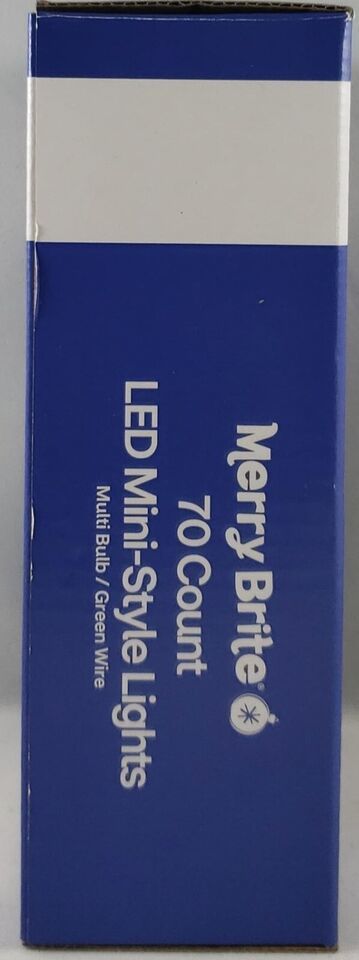 Merry Brite®
70 Count
LED Mini-Style Lights
Multi Bulb / Green Wire